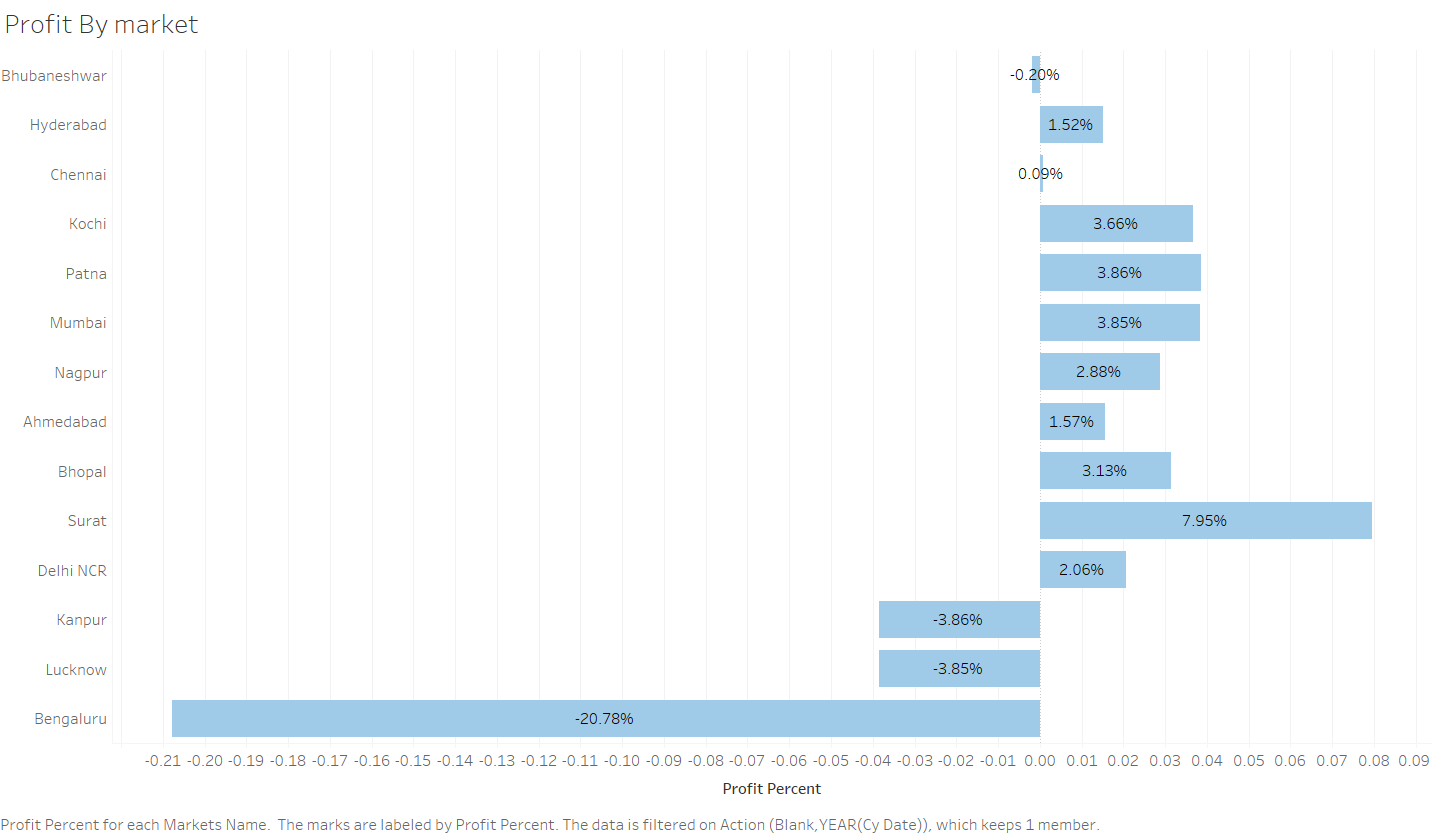 Profit By market
Bhubaneshwar -0.20%
Hyderabad 1.52%
Chennai 0.09%
Kochi 3.66%
Patna 3.86%
Mumbai 3.85%
Nagpur 2.88%
Ahmedabad 1.57%
Bhopal 3.13%
Surat 7.95%
Delhi NCR 2.06%
Kanpur -3.86%
Lucknow -3.85%
Bengaluru -20.78%
-0.21 -0.20 -0.19 -0.18 -0.17 -0.16 -0.15 -0.14 -0.13 -0.12 -0.11 -0.10 -0.09 -0.08 -0.07 -0.06 -0.05 -0.04 -0.03 -0.02 -0.01 0.00 0.01 0.02 0.03 0.04 0.05 0.06 0.07 0.08 0.09
Profit Percent
Profit Percent for each Markets Name.  The marks are labeled by Profit Percent. The data is filtered on Action (Blank,YEAR(Cy Date)), which keeps 1 member.